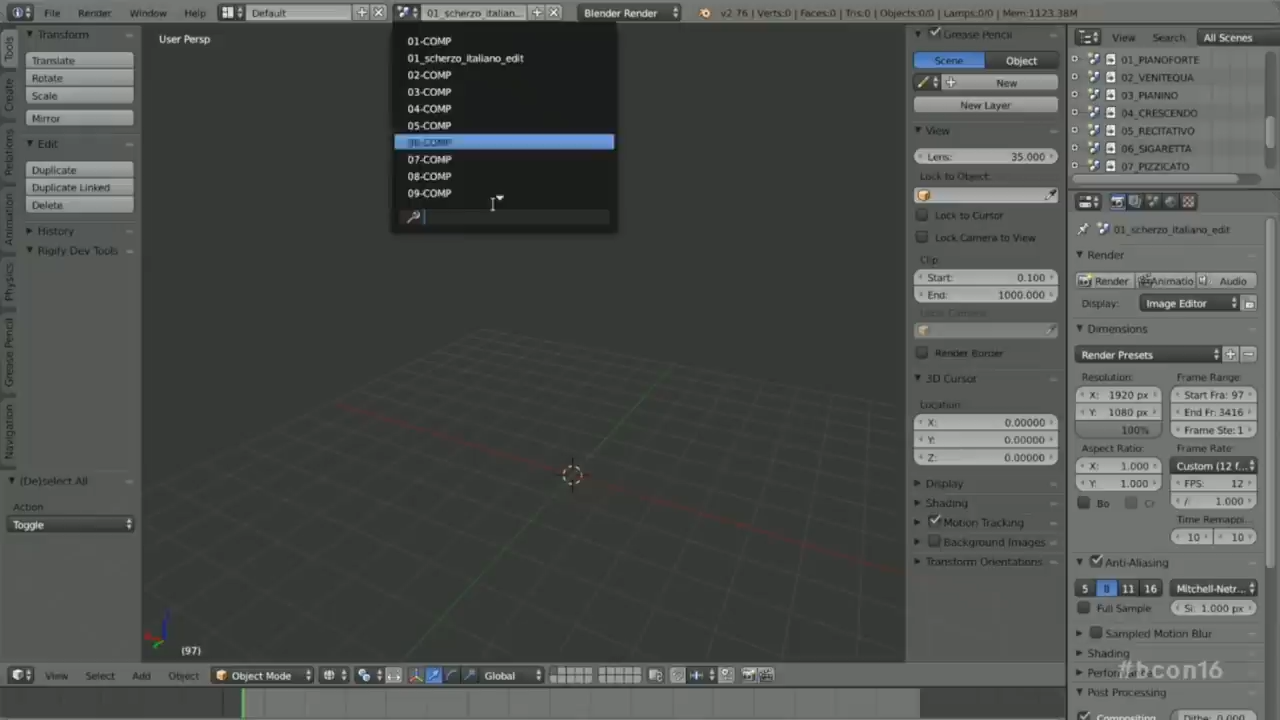 File Render Window Help Default 01_scherzo_italian... Blender Render v2.76 | Verts:0 | Faces:0 | Tris:0 | Objects:0/0 | Lamps:0/0 | Mem:1123.38M
Tools
Create
Relations
Animation
Physics
Grease Pencil
Navigation
Transform
Translate
Rotate
Scale
Mirror
Edit
Duplicate
Duplicate Linked
Delete
History
Rigify Dev Tools
(De)select All
Action
Toggle
User Persp
01-COMP
01_scherzo_italiano_edit
02-COMP
03-COMP
04-COMP
05-COMP
06-COMP
07-COMP
08-COMP
09-COMP
(97)
View Select Add Object Object Mode Global
Grease Pencil
Scene Object
New
New Layer
View
Lens: 35.000
Lock to Object:
Lock to Cursor
Lock Camera to View
Clip:
Start: 0.100
End: 1000.000
Local Camera:
Render Border
3D Cursor
Location:
X: 0.00000
Y: 0.00000
Z: 0.00000
Display
Shading
Motion Tracking
Background Images
Transform Orientations
View Search All Scenes
01_PIANOFORTE
02_VENITEQUA
03_PIANINO
04_CRESCENDO
05_RECITATIVO
06_SIGARETTA
07_PIZZICATO
01_scherzo_italiano_edit
Render
Render Animatio Audio
Display: Image Editor
Dimensions
Render Presets
Resolution: Frame Range:
X: 1920 px Start Fra: 97
Y: 1080 px End Fr: 3416
100% Frame Ste: 1
Aspect Ratio: Frame Rate:
X: 1.000 Custom (12 f...
Y: 1.000 FPS: 12
Bo Cr /: 1.000
Time Remappi...
10 10
Anti-Aliasing
5 8 11 16 Mitchell-Netr...
Full Sample Si: 1.000 px
Sampled Motion Blur
Shading
#bcon16
Post Processing
Compositing Dithe: 0.000